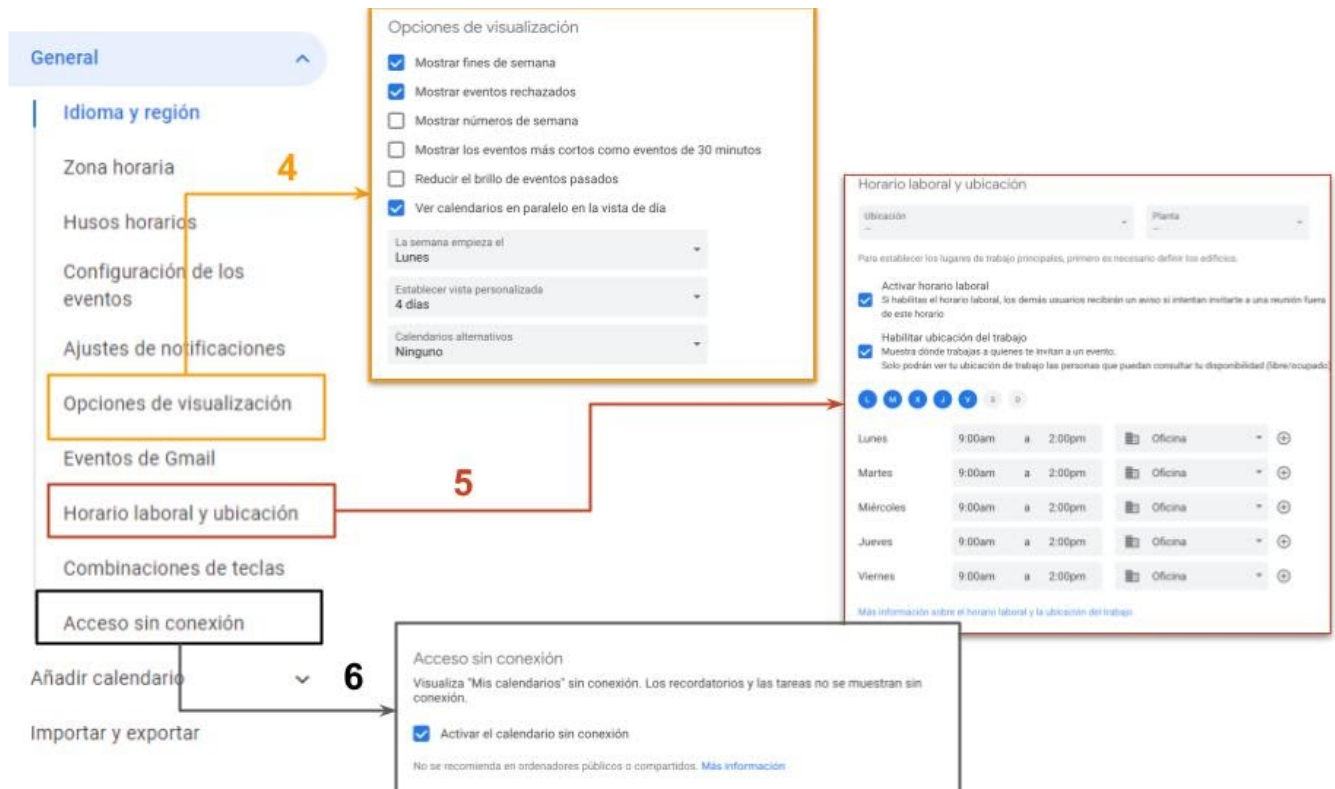 General
Idioma y región
Zona horaria
Husos horarios
Configuración de los
eventos
Ajustes de notificaciones
Opciones de visualización
Eventos de Gmail
Horario laboral y ubicación
Combinaciones de teclas
Acceso sin conexión
Añadir calendario
Importar y exportar
4
Opciones de visualización
Mostrar fines de semana
Mostrar eventos rechazados
Mostrar números de semana
Mostrar los eventos más cortos como eventos de 30 minutos
Reducir el brillo de eventos pasados
Ver calendarios en paralelo en la vista de día
La semana empieza el
Lunes
Establecer vista personalizada
4 días
Calendarios alternativos
Ninguno
5
Horario laboral y ubicación
Ubicación
–
Planta
–
Para establecer los lugares de trabajo principales, primero es necesario definir los edificios.
Activar horario laboral
Si habilitas el horario laboral, los demás usuarios recibirán un aviso si intentan invitarte a una reunión fuera
de este horario
Habilitar ubicación del trabajo
Muestra dónde trabajas a quienes te invitan a un evento.
Solo podrán ver tu ubicación de trabajo las personas que puedan consultar tu disponibilidad (libre/ocupado)
L M X J V S D
Lunes 9:00am a 2:00pm Oficina
Martes 9:00am a 2:00pm Oficina
Miércoles 9:00am a 2:00pm Oficina
Jueves 9:00am a 2:00pm Oficina
Viernes 9:00am a 2:00pm Oficina
Más información sobre el horario laboral y la ubicación del trabajo
6
Acceso sin conexión
Visualiza "Mis calendarios" sin conexión. Los recordatorios y las tareas no se muestran sin
conexión.
Activar el calendario sin conexión
No se recomienda en ordenadores públicos o compartidos. Más información